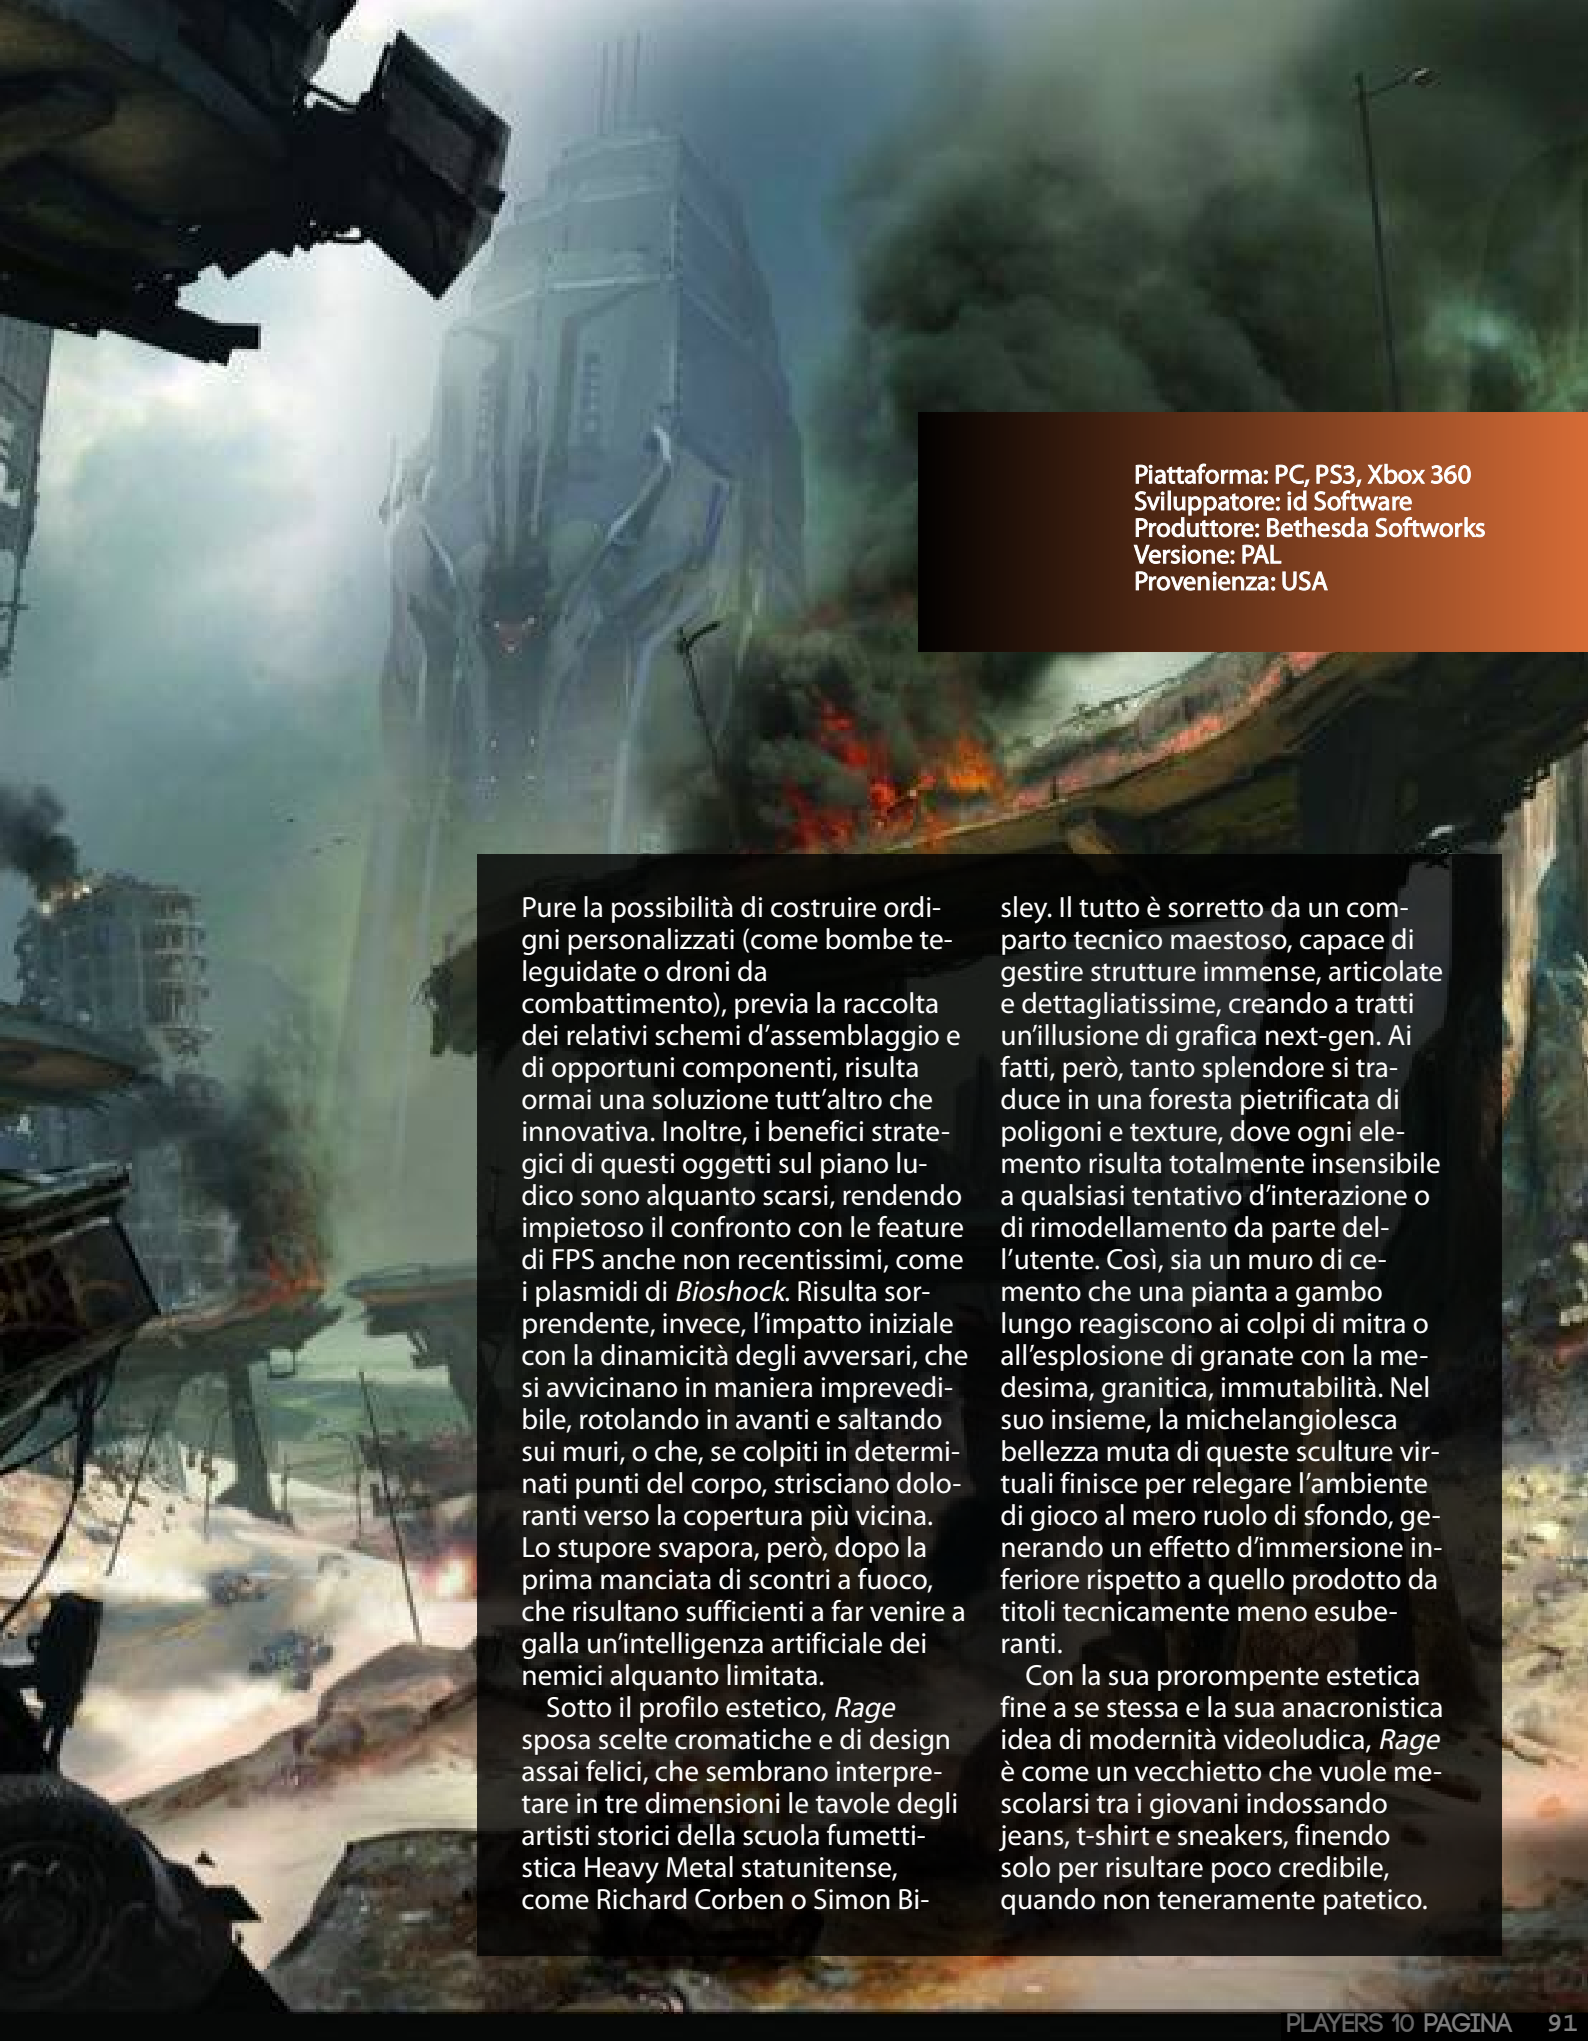 Piattaforma: PC, PS3, Xbox 360
Sviluppatore: id Software
Produttore: Bethesda Softworks
Versione: PAL
Provenienza: USA
Pure la possibilità di costruire ordi-
gni personalizzati (come bombe te-
leguidate o droni da
combattimento), previa la raccolta
dei relativi schemi d’assemblaggio e
di opportuni componenti, risulta
ormai una soluzione tutt’altro che
innovativa. Inoltre, i benefici strate-
gici di questi oggetti sul piano lu-
dico sono alquanto scarsi, rendendo
impietoso il confronto con le feature
di FPS anche non recentissimi, come
i plasmidi di Bioshock. Risulta sor-
prendente, invece, l’impatto iniziale
con la dinamicità degli avversari, che
si avvicinano in maniera imprevedi-
bile, rotolando in avanti e saltando
sui muri, o che, se colpiti in determi-
nati punti del corpo, strisciano dolo-
ranti verso la copertura più vicina.
Lo stupore svapora, però, dopo la
prima manciata di scontri a fuoco,
che risultano sufficienti a far venire a
galla un’intelligenza artificiale dei
nemici alquanto limitata.
Sotto il profilo estetico, Rage
sposa scelte cromatiche e di design
assai felici, che sembrano interpre-
tare in tre dimensioni le tavole degli
artisti storici della scuola fumetti-
stica Heavy Metal statunitense,
come Richard Corben o Simon Bi-
sley. Il tutto è sorretto da un com-
parto tecnico maestoso, capace di
gestire strutture immense, articolate
e dettagliatissime, creando a tratti
un’illusione di grafica next-gen. Ai
fatti, però, tanto splendore si tra-
duce in una foresta pietrificata di
poligoni e texture, dove ogni ele-
mento risulta totalmente insensibile
a qualsiasi tentativo d’interazione o
di rimodellamento da parte del-
l’utente. Così, sia un muro di ce-
mento che una pianta a gambo
lungo reagiscono ai colpi di mitra o
all’esplosione di granate con la me-
desima, granitica, immutabilità. Nel
suo insieme, la michelangiolesca
bellezza muta di queste sculture vir-
tuali finisce per relegare l’ambiente
di gioco al mero ruolo di sfondo, ge-
nerando un effetto d’immersione in-
feriore rispetto a quello prodotto da
titoli tecnicamente meno esube-
ranti.
Con la sua prorompente estetica
fine a se stessa e la sua anacronistica
idea di modernità videoludica, Rage
è come un vecchietto che vuole me-
scolarsi tra i giovani indossando
jeans, t-shirt e sneakers, finendo
solo per risultare poco credibile,
quando non teneramente patetico.
PLAYERS 10 PAGINA 91